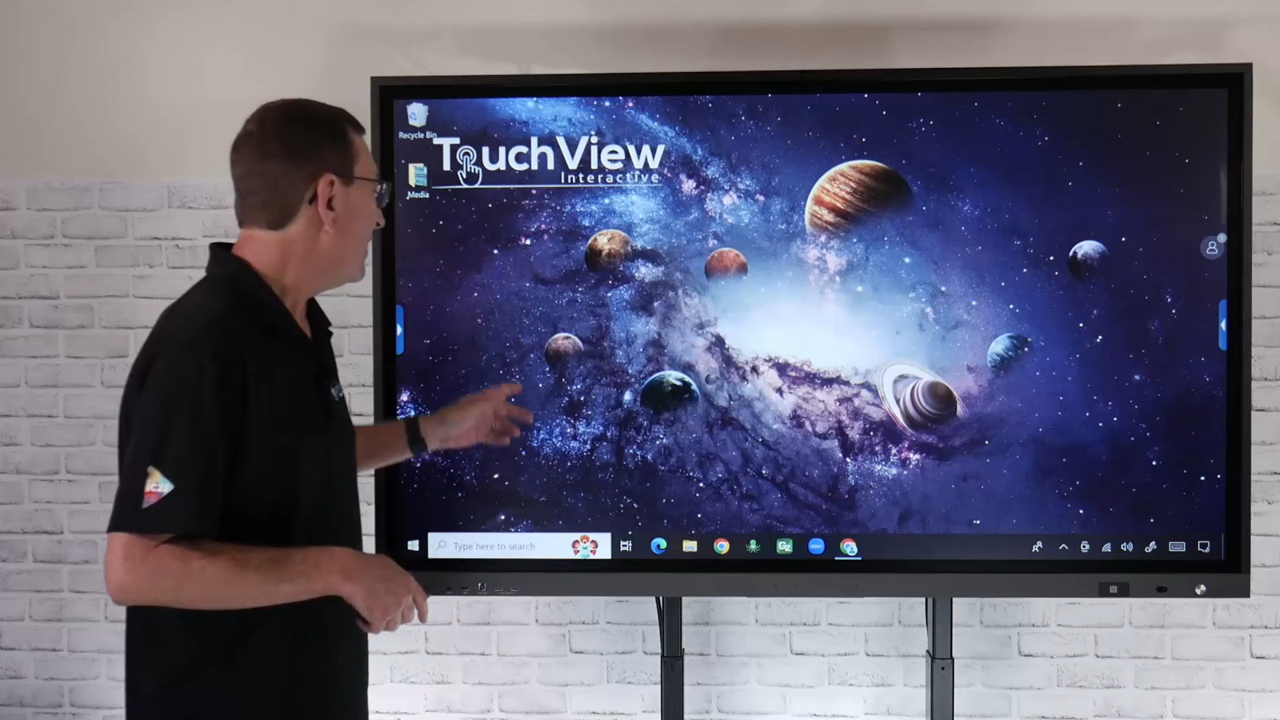 Recycle Bin
TouchView
Interactive
Media
Type here to search